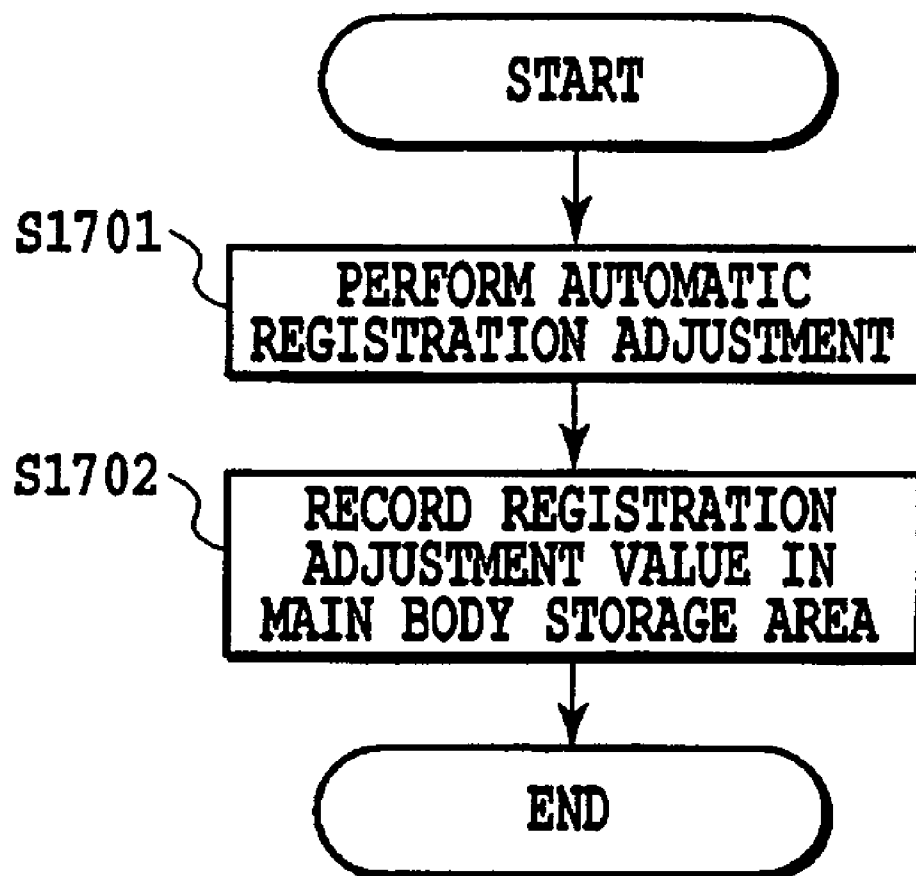 START
S1701
PERFORM AUTOMATIC
REGISTRATION ADJUSTMENT
S1702
RECORD REGISTRATION
ADJUSTMENT VALUE IN
MAIN BODY STORAGE AREA
END